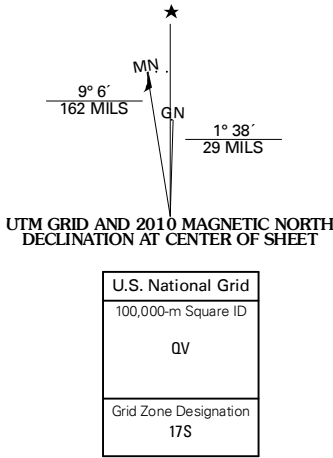 MN
9° 6´
162 MILS
GN
1° 38´
29 MILS
UTM GRID AND 2010 MAGNETIC NORTH
DECLINATION AT CENTER OF SHEET
U.S. National Grid
100,000-m Square ID
QV
Grid Zone Designation
17S